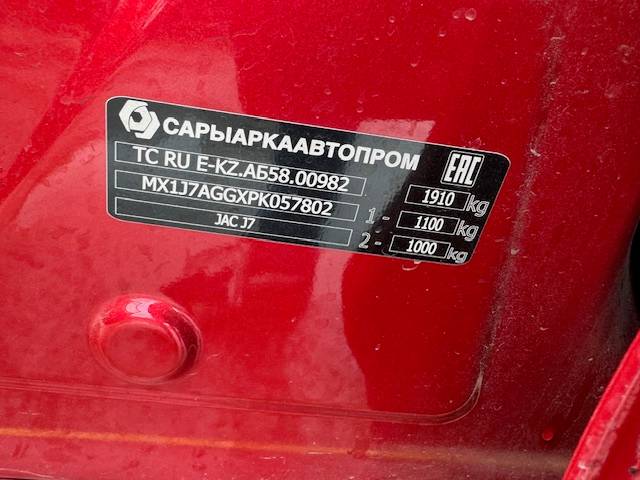 САРЫАРКААВТОПРОМ
EAC
TC RU E-KZ.АБ58.00982
1910 kg
MX1J7AGGXPK057802
1 - 1100 kg
JAC J7
2 - 1000 kg